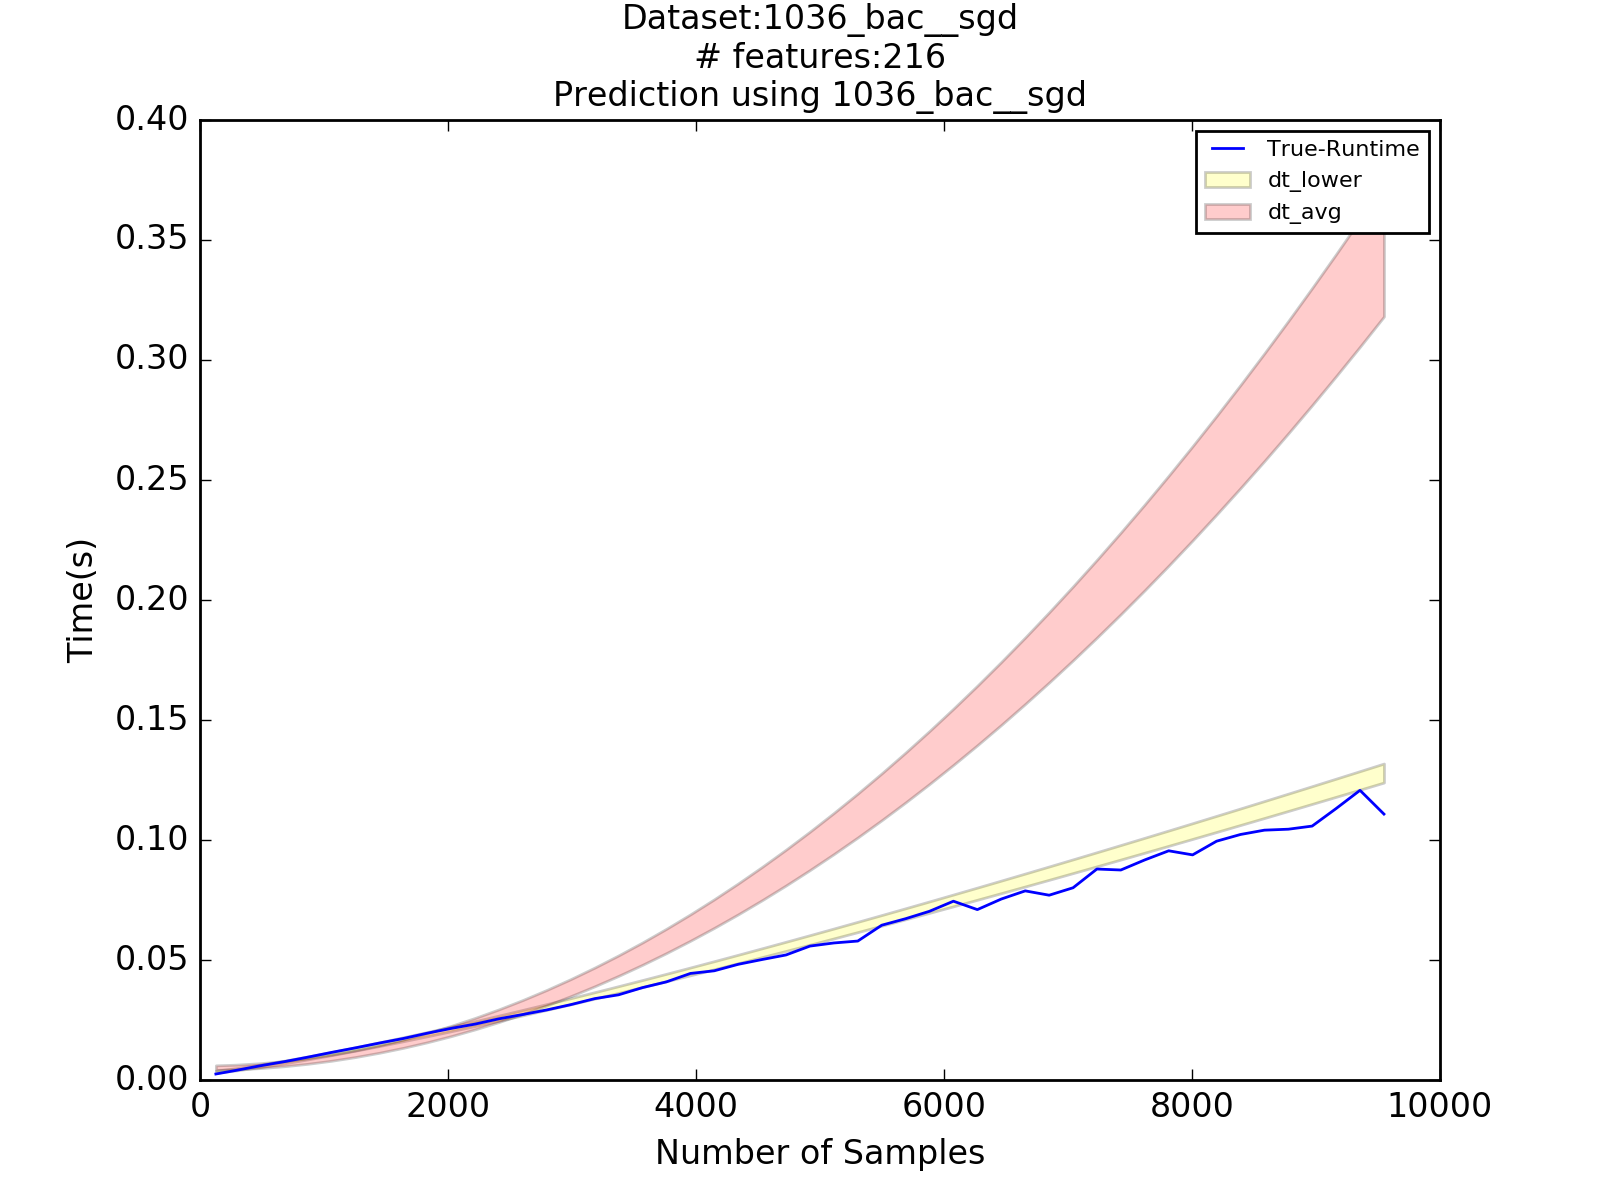 Dataset:1036_bac__sgd
# features:216
Prediction using 1036_bac__sgd
0.40
0.35
0.30
0.25
0.20
0.15
0.10
0.05
0.00
Time(s)
True-Runtime
dt_lower
dt_avg
0 2000 4000 6000 8000 10000
Number of Samples